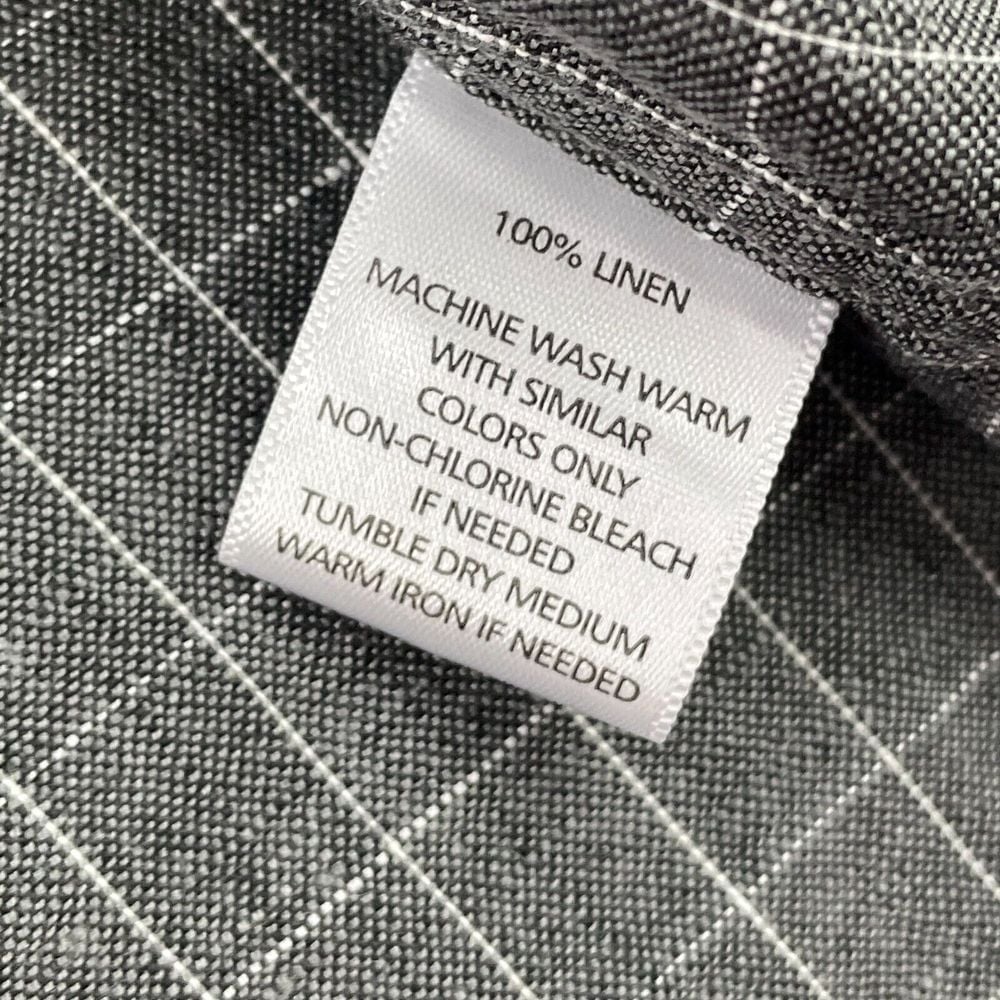 100% LINEN
MACHINE WASH WARM
WITH SIMILAR
COLORS ONLY
NON-CHLORINE BLEACH
IF NEEDED
TUMBLE DRY MEDIUM
WARM IRON IF NEEDED